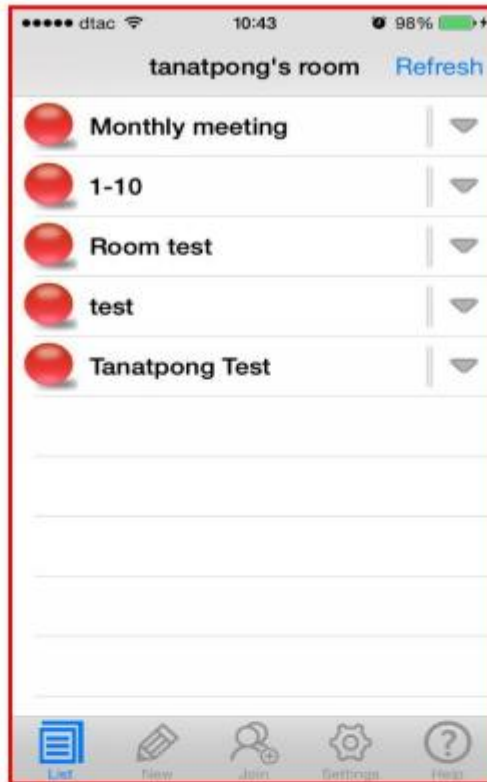 dtac 10:43 98%
tanatpong's room Refresh
Monthly meeting
1-10
Room test
test
Tanatpong Test
List New Join Settings Help